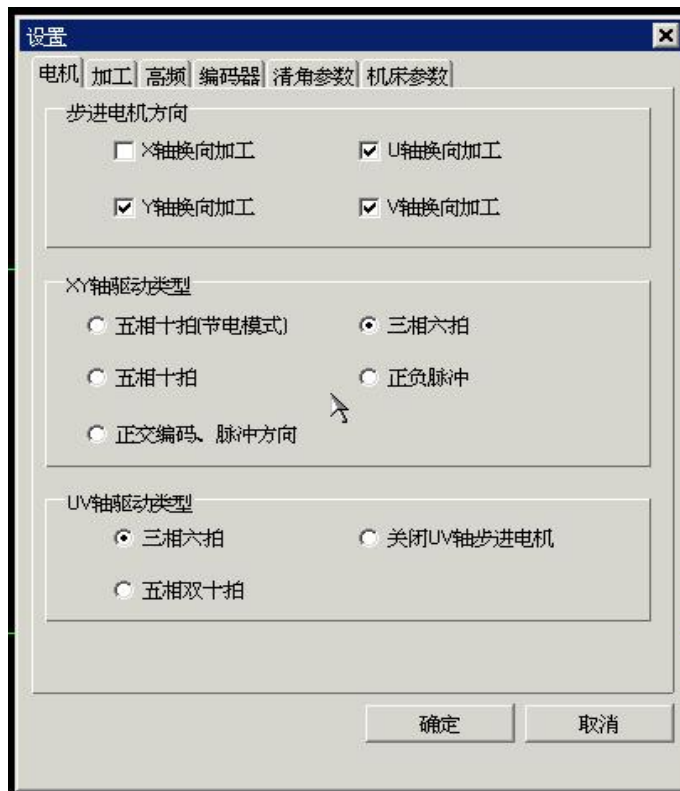 设置
电机 加工 高频 编码器 清角参数 机床参数
步进电机方向
X轴换向加工 U轴换向加工
Y轴换向加工 V轴换向加工
XY轴驱动类型
五相十拍(节电模式) 三相六拍
五相十拍 正负脉冲
正交编码、脉冲方向
UV轴驱动类型
三相六拍 关闭UV轴步进电机
五相双十拍
确定 取消